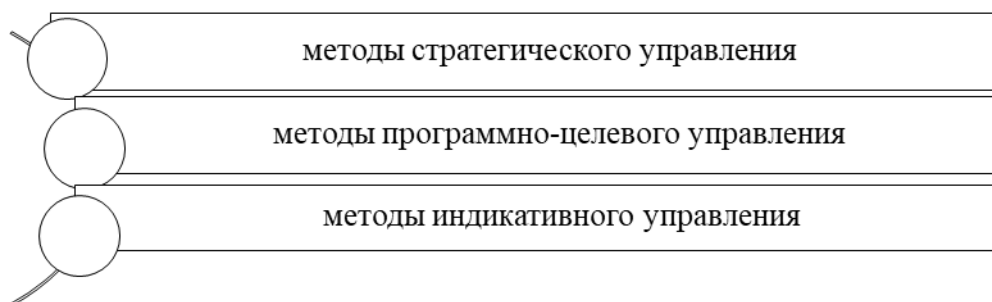 методы стратегического управления
методы программно-целевого управления
методы индикативного управления